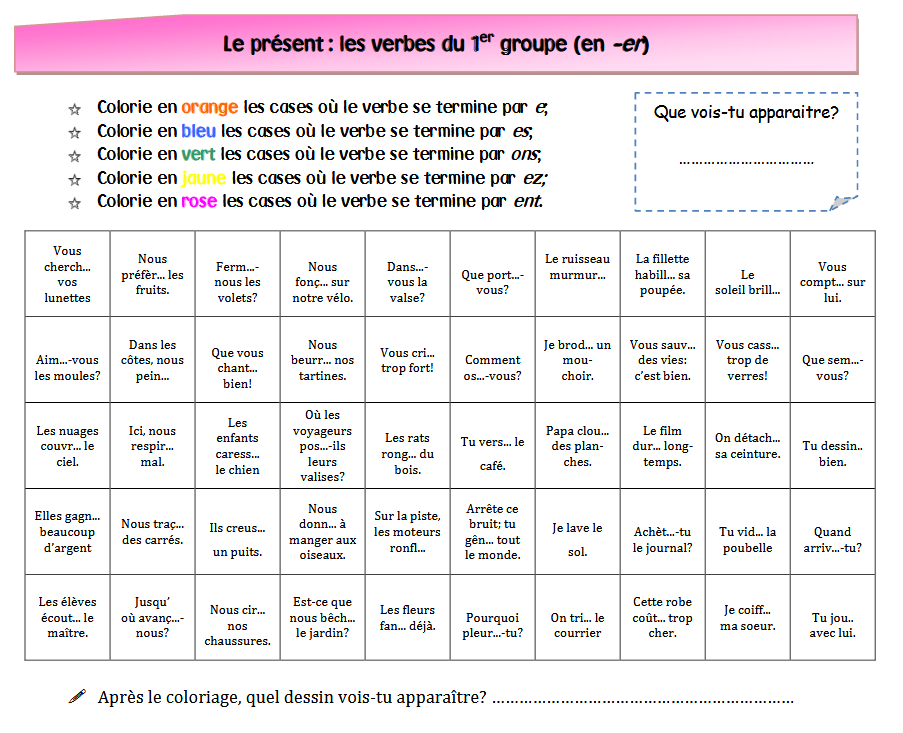 Le présent : les verbes du 1er groupe (en -er)
Colorie en orange les cases où le verbe se termine par e;
Colorie en bleu les cases où le verbe se termine par es;
Colorie en vert les cases où le verbe se termine par ons;
Colorie en jaune les cases où le verbe se termine par ez;
Colorie en rose les cases où le verbe se termine par ent.
Que vois-tu apparaitre?
……………………………
Vous
cherch...
vos
lunettes
Nous
préfèr... les
fruits.
Ferm...-
nous les
volets?
Nous
fonç... sur
notre vélo.
Dans...-
vous la
valse?
Que port...-
vous?
Le ruisseau
murmur...
La fillette
habill... sa
poupée.
Le
soleil brill...
Vous
compt... sur
lui.
Aim...-vous
les moules?
Dans les
côtes, nous
pein...
Que vous
chant...
bien!
Nous
beurr... nos
tartines.
Vous cri...
trop fort!
Comment
os...-vous?
Je brod... un
mou-
choir.
Vous sauv...
des vies:
c'est bien.
Vous cass...
trop de
verres!
Que sem...-
vous?
Les nuages
couvr... le
ciel.
Ici, nous
respir...
mal.
Les
enfants
caress...
le chien
Où les
voyageurs
pos...-ils
leurs
valises?
Les rats
rong... du
bois.
Tu vers... le
café.
Papa clou...
des plan-
ches.
Le film
dur... long-
temps.
On détach...
sa ceinture.
Tu dessin..
bien.
Elles gagn...
beaucoup
d'argent
Nous traç...
des carrés.
Ils creus...
un puits.
Nous
donn... à
manger aux
oiseaux.
Sur la piste,
les moteurs
ronfl...
Arrête ce
bruit; tu
gên... tout
le monde.
Je lave le
sol.
Achèt...-tu
le journal?
Tu vid... la
poubelle
Quand
arriv...-tu?
Les élèves
écout... le
maître.
Jusqu'
où avanç...-
nous?
Nous cir...
nos
chaussures.
Est-ce que
nous bêch...
le jardin?
Les fleurs
fan... déjà.
Pourquoi
pleur...-tu?
On tri... le
courrier
Cette robe
coût... trop
cher.
Je coiff...
ma soeur.
Tu jou..
avec lui.
Après le coloriage, quel dessin vois-tu apparaître? …………………………………………………………